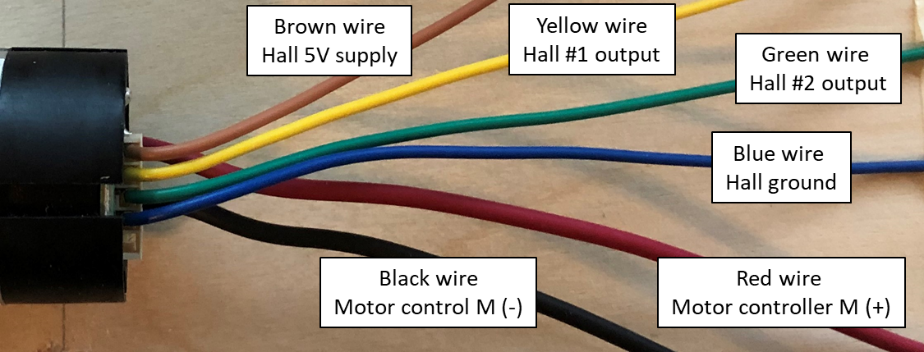 Brown wire
Hall 5V supply
Yellow wire
Hall #1 output
Green wire
Hall #2 output
Blue wire
Hall ground
Black wire
Motor control M (-)
Red wire
Motor controller M (+)